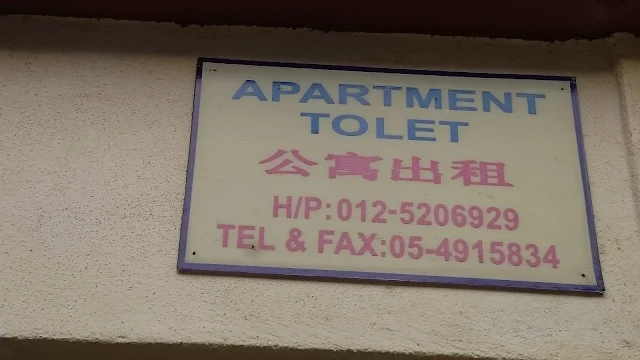 APARTMENT
TOLET
公寓出租
H/P:012-5206929
TEL & FAX:05-4915834